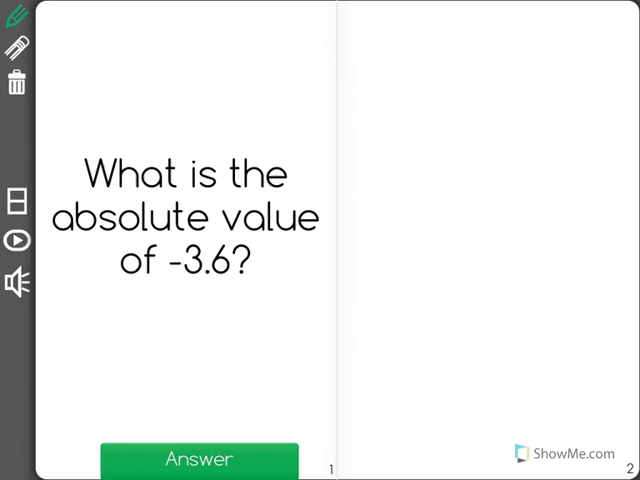 What is the
absolute value
of -3.6?
Answer
1
ShowMe.com
2